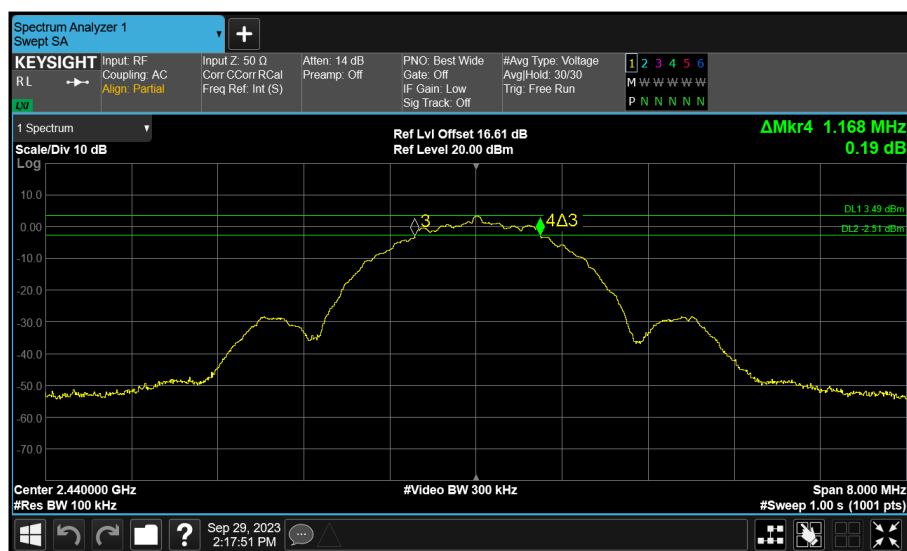 Spectrum Analyzer 1
Swept SA
+
KEYSIGHT
R L
LXI
Input: RF
Coupling: AC
Align: Partial
Input Z: 50 Ω
Corr CCorr RCal
Freq Ref: Int (S)
Atten: 14 dB
Preamp: Off
PNO: Best Wide
Gate: Off
IF Gain: Low
Sig Track: Off
#Avg Type: Voltage
Avg|Hold: 30/30
Trig: Free Run
1 2 3 4 5 6
M W W W W W
P N N N N N
1 Spectrum
Scale/Div 10 dB
Ref Lvl Offset 16.61 dB
Ref Level 20.00 dBm
ΔMkr4 1.168 MHz
0.19 dB
Log
10.0
0.00
-10.0
-20.0
-30.0
-40.0
-50.0
-60.0
-70.0
3
4Δ3
DL1 3.49 dBm
DL2 -2.51 dBm
Center 2.440000 GHz
#Res BW 100 kHz
#Video BW 300 kHz
Span 8.000 MHz
#Sweep 1.00 s (1001 pts)
?
Sep 29, 2023
2:17:51 PM